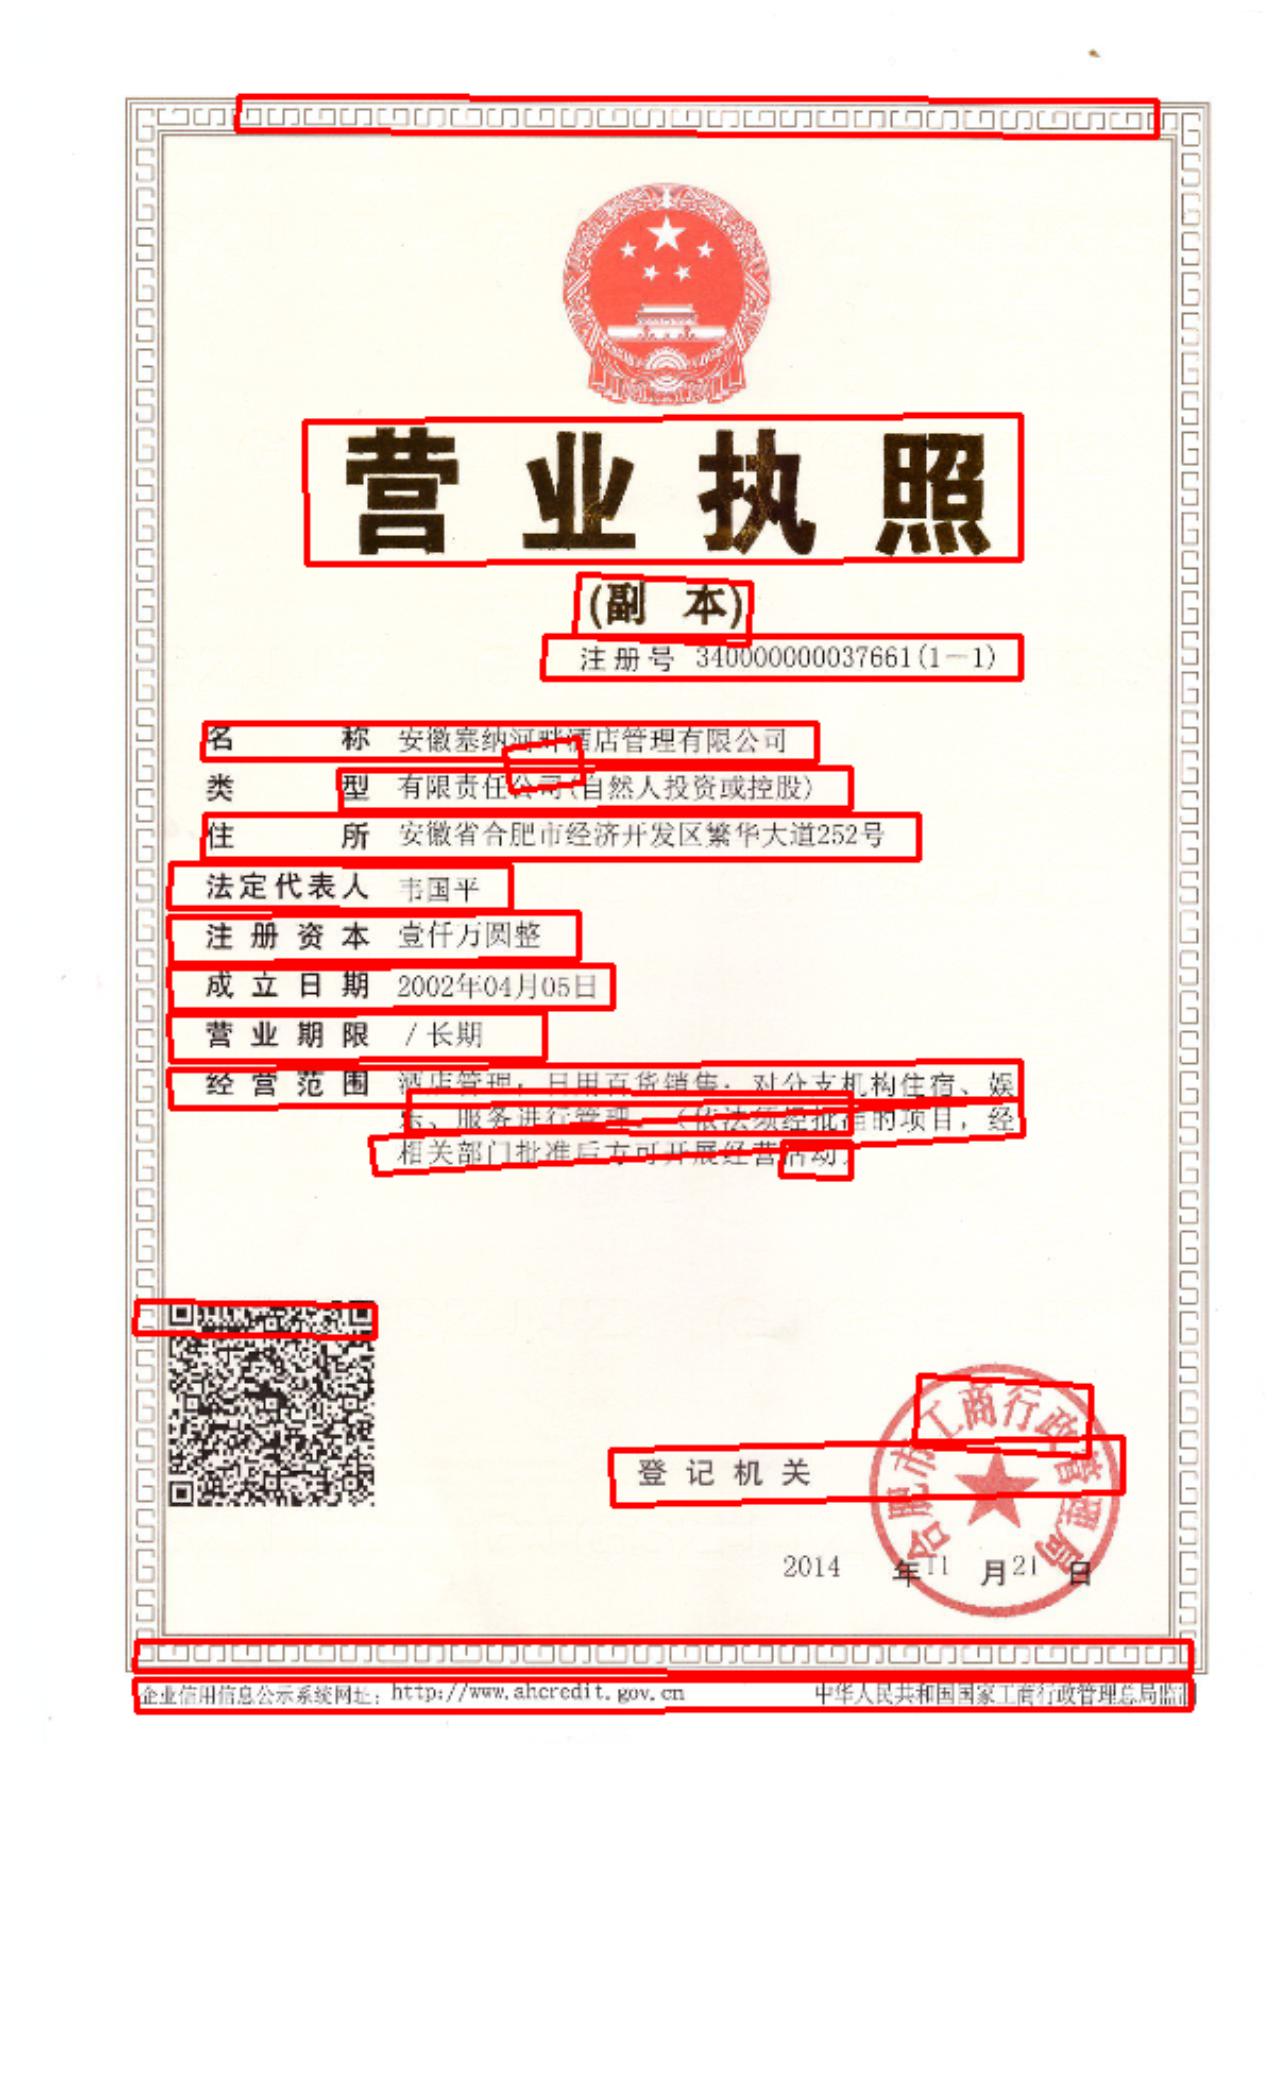 营业执照
(副 本)
注册号 340000000037661(1-1)
名 称 安徽塞纳河畔酒店管理有限公司
类 型 有限责任公司(自然人投资或控股)
住 所 安徽省合肥市经济开发区繁华大道252号
法定代表人 韦国平
注册资本 壹仟万圆整
成立日期 2002年04月05日
营业期限 / 长期
经营范围 酒店管理；日用百货销售；对分支机构住宿、娱
乐、服务进行管理。（依法须经批准的项目，经
相关部门批准后方可开展经营活动）
合肥市工商行政管理局
登记机关
2014 年11 月21 日
企业信用信息公示系统网址：http://www.ahcredit.gov.cn 中华人民共和国国家工商行政管理总局监制